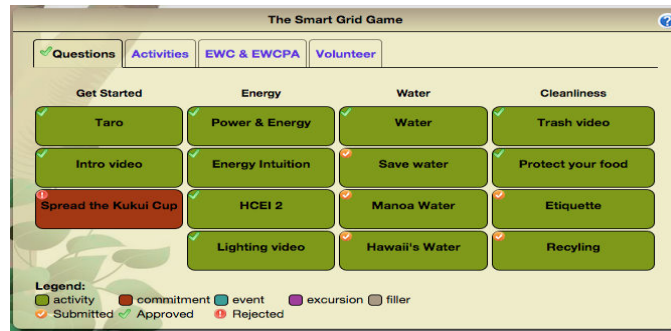 The Smart Grid Game
?
Questions Activities EWC & EWCPA Volunteer
Get Started Energy Water Cleanliness
Taro Power & Energy Water Trash video
Intro video Energy Intuition Save water Protect your food
Spread the Kukui Cup HCEI 2 Manoa Water Etiquette
Lighting video Hawaii's Water Recyling
Legend:
activity commitment event excursion filler
Submitted Approved Rejected